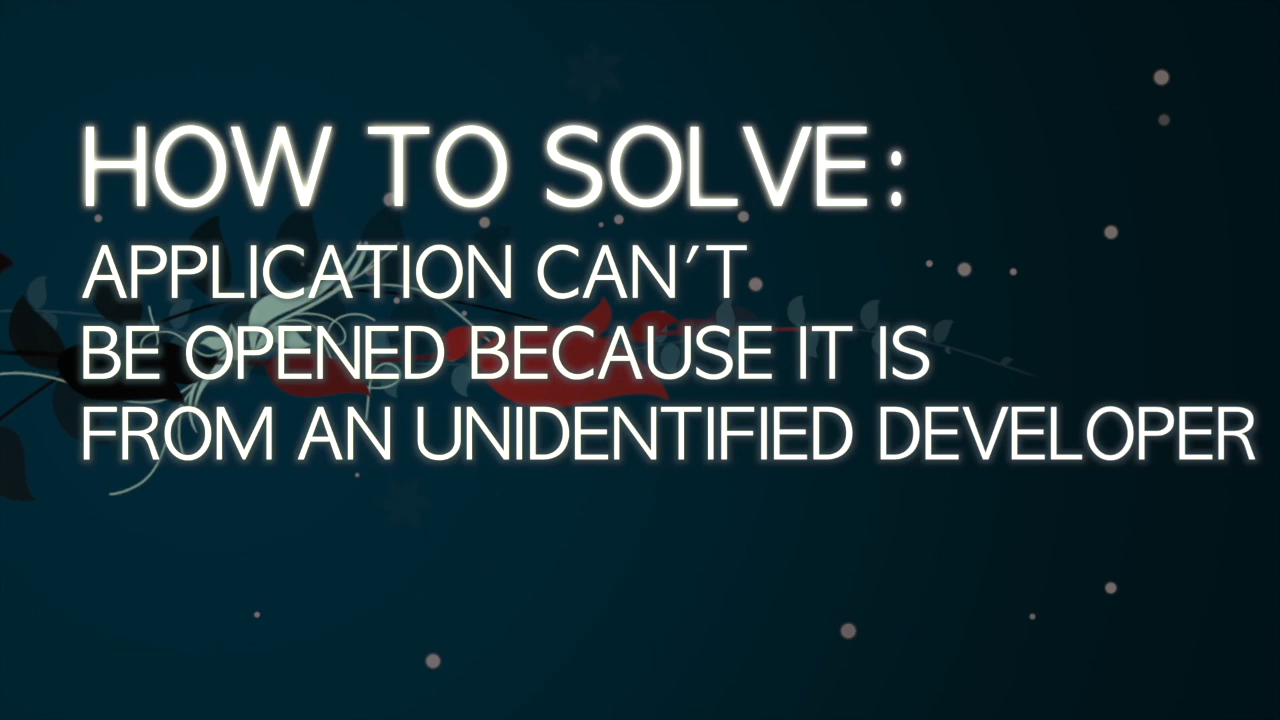 HOW TO SOLVE:
APPLICATION CAN'T
BE OPENED BECAUSE IT IS
FROM AN UNIDENTIFIED DEVELOPER